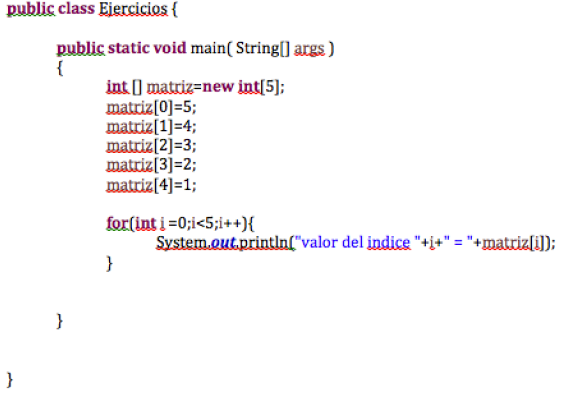 public class Ejercicios {
public static void main( String[] args )
{
int [] matriz=new int[5];
matriz[0]=5;
matriz[1]=4;
matriz[2]=3;
matriz[3]=2;
matriz[4]=1;
for(int i =0;i<5;i++){
System.out.println("valor del indice "+i+" = "+matriz[i]);
}
}
}